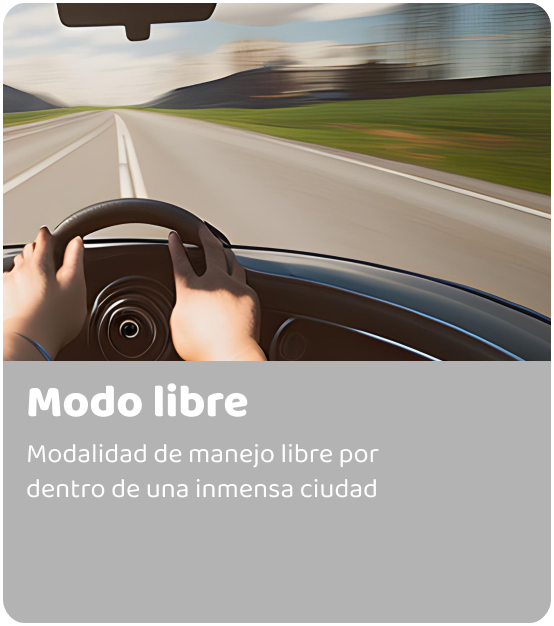 Modo libre
Modalidad de manejo libre por
dentro de una inmensa ciudad